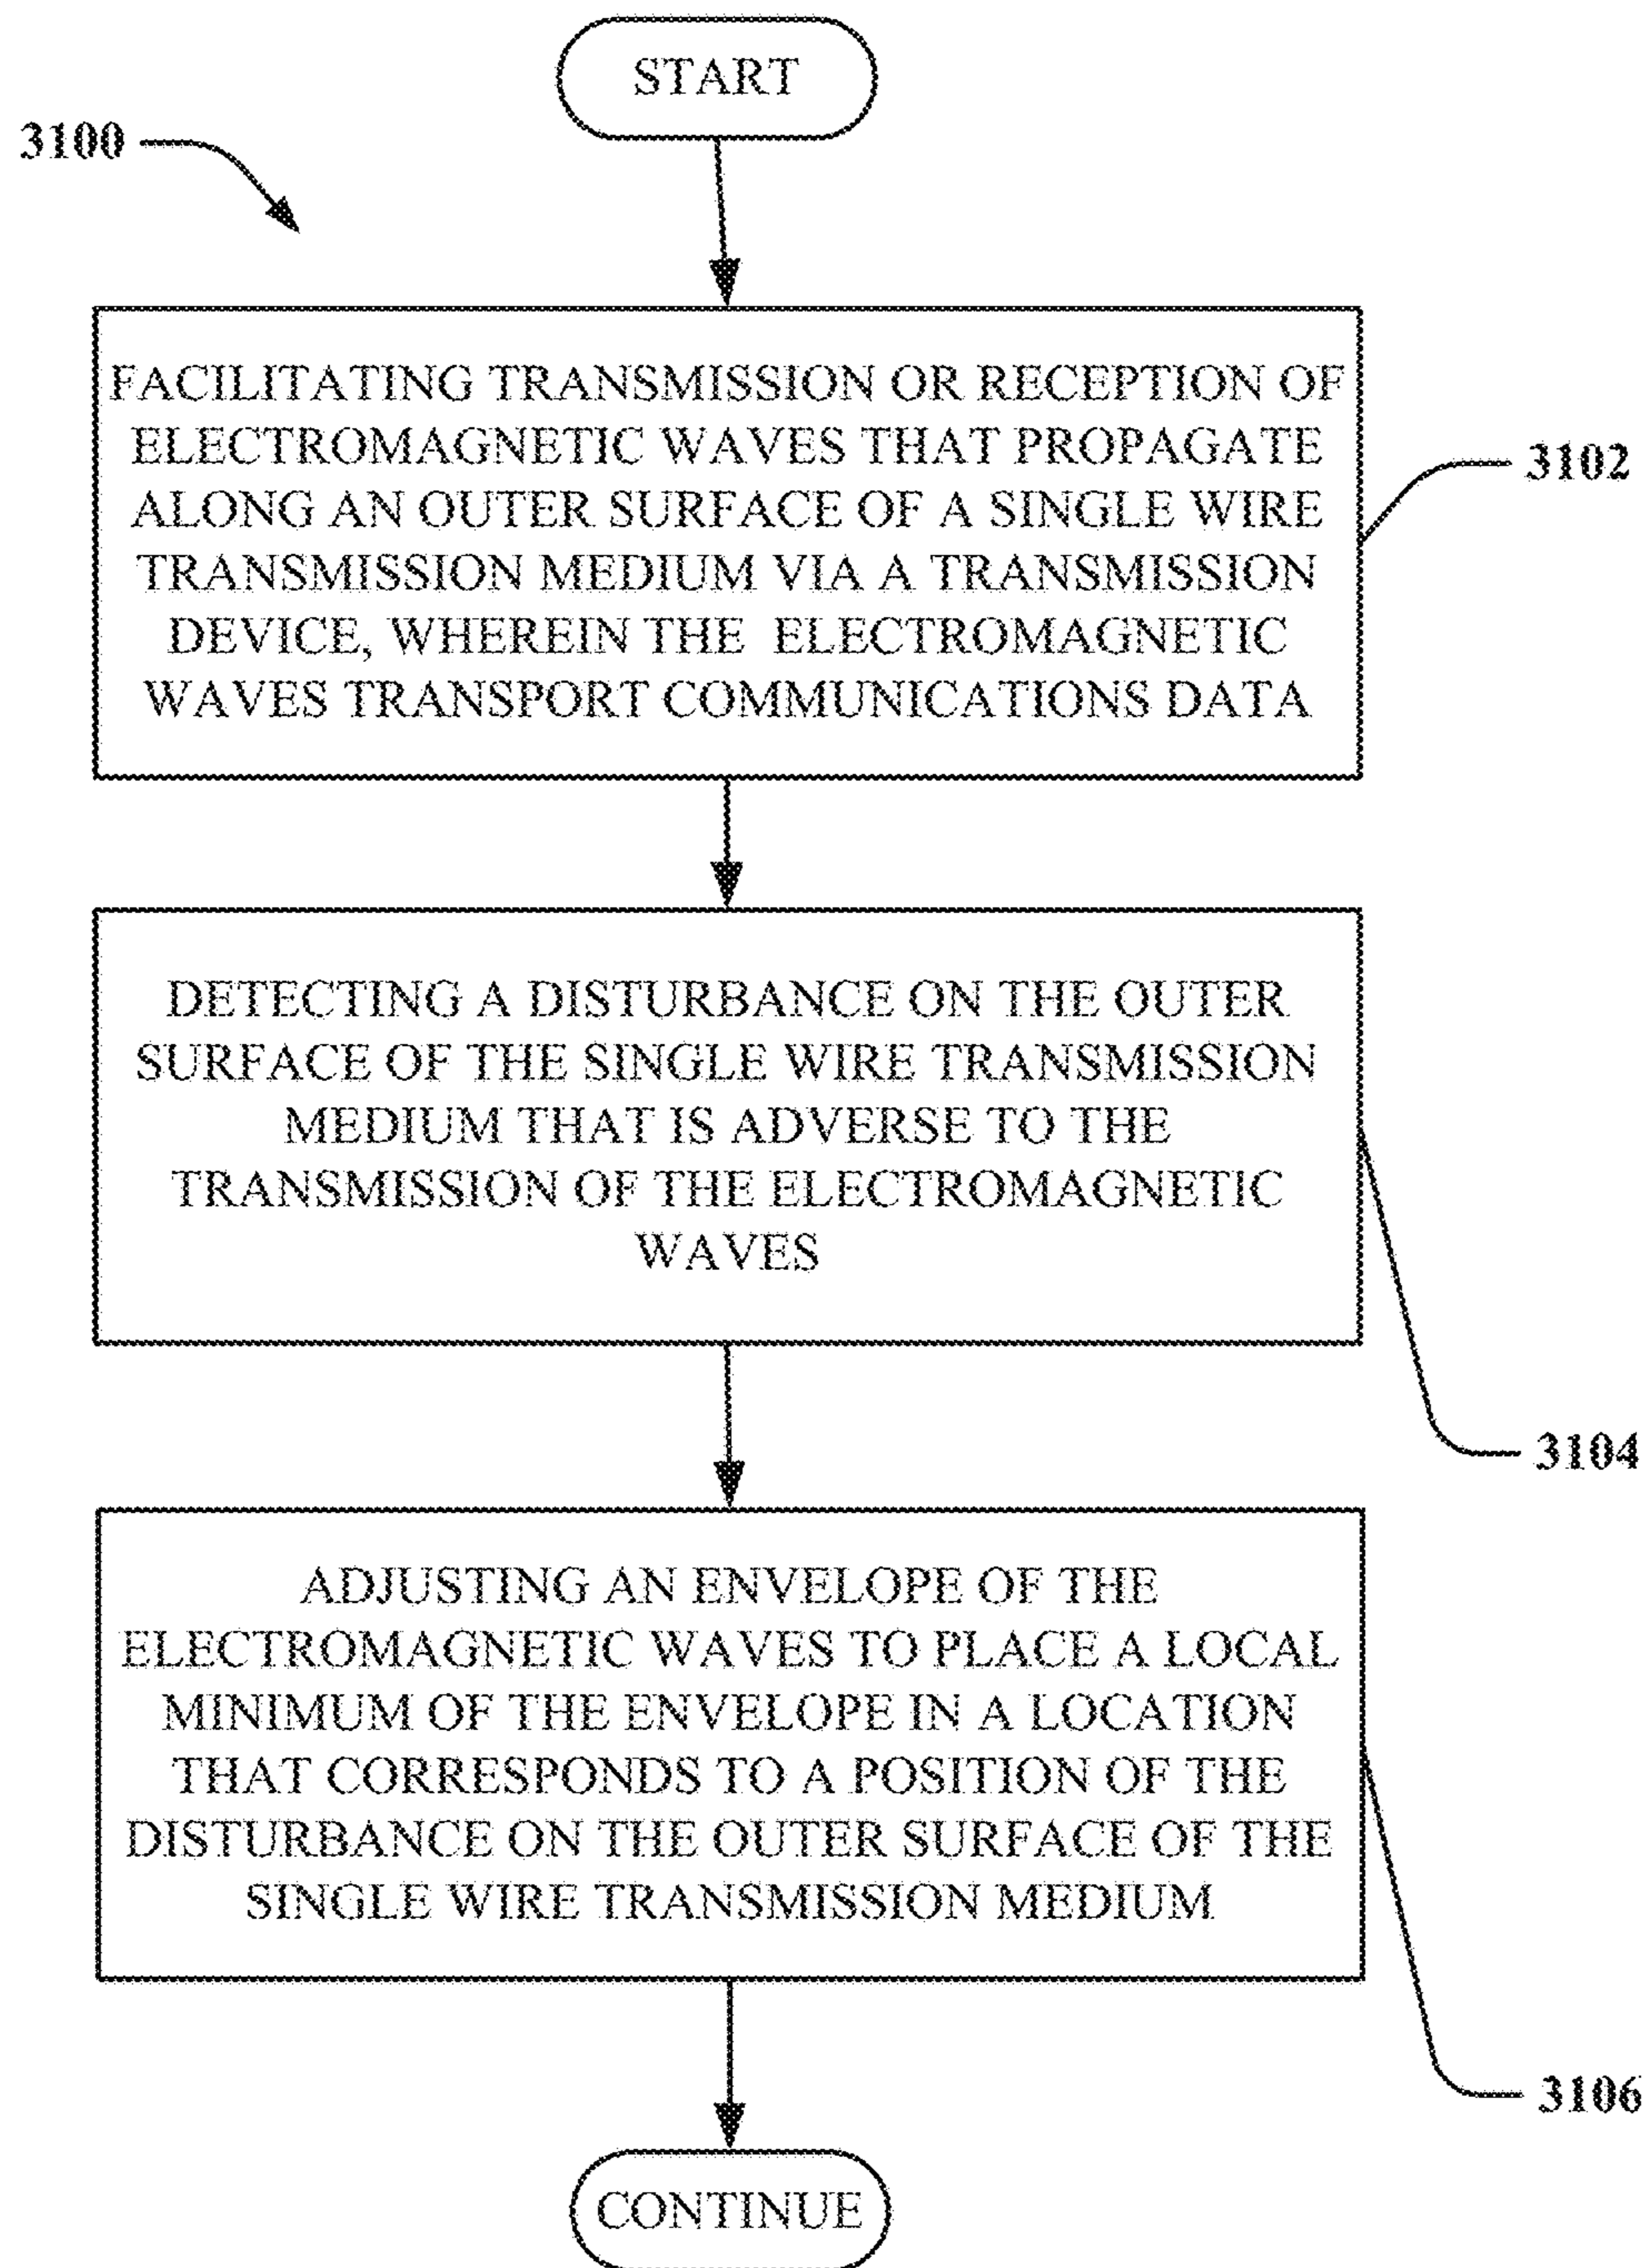 START
3100
FACILITATING TRANSMISSION OR RECEPTION OF
ELECTROMAGNETIC WAVES THAT PROPAGATE
ALONG AN OUTER SURFACE OF A SINGLE WIRE
TRANSMISSION MEDIUM VIA A TRANSMISSION
DEVICE, WHEREIN THE ELECTROMAGNETIC
WAVES TRANSPORT COMMUNICATIONS DATA
3102
DETECTING A DISTURBANCE ON THE OUTER
SURFACE OF THE SINGLE WIRE TRANSMISSION
MEDIUM THAT IS ADVERSE TO THE
TRANSMISSION OF THE ELECTROMAGNETIC
WAVES
3104
ADJUSTING AN ENVELOPE OF THE
ELECTROMAGNETIC WAVES TO PLACE A LOCAL
MINIMUM OF THE ENVELOPE IN A LOCATION
THAT CORRESPONDS TO A POSITION OF THE
DISTURBANCE ON THE OUTER SURFACE OF THE
SINGLE WIRE TRANSMISSION MEDIUM
3106
CONTINUE